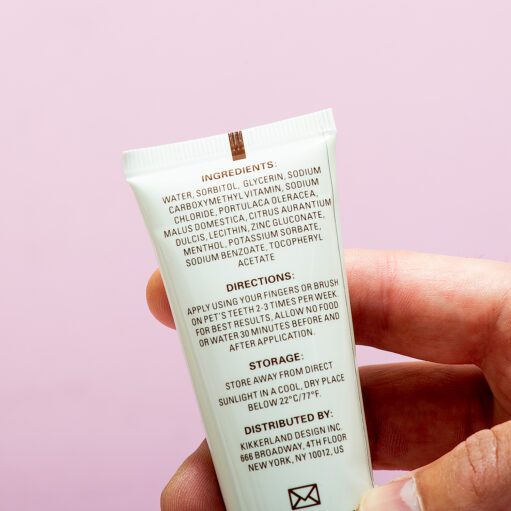 INGREDIENTS:
WATER, SORBITOL, GLYCERIN, SODIUM
CARBOXYMETHYL VITAMIN, SODIUM
CHLORIDE, PORTULACA OLERACEA,
MALUS DOMESTICA, CITRUS AURANTIUM
DULCIS, LECITHIN, ZINC GLUCONATE,
MENTHOL, POTASSIUM SORBATE,
SODIUM BENZOATE, TOCOPHERYL
ACETATE
DIRECTIONS:
APPLY USING YOUR FINGERS OR BRUSH
ON PET'S TEETH 2-3 TIMES PER WEEK.
FOR BEST RESULTS, ALLOW NO FOOD
OR WATER 30 MINUTES BEFORE AND
AFTER APPLICATION.
STORAGE:
STORE AWAY FROM DIRECT
SUNLIGHT IN A COOL, DRY PLACE
BELOW 22°C/77°F.
DISTRIBUTED BY:
KIKKERLAND DESIGN INC.
666 BROADWAY, 4TH FLOOR
NEW YORK, NY 10012, US